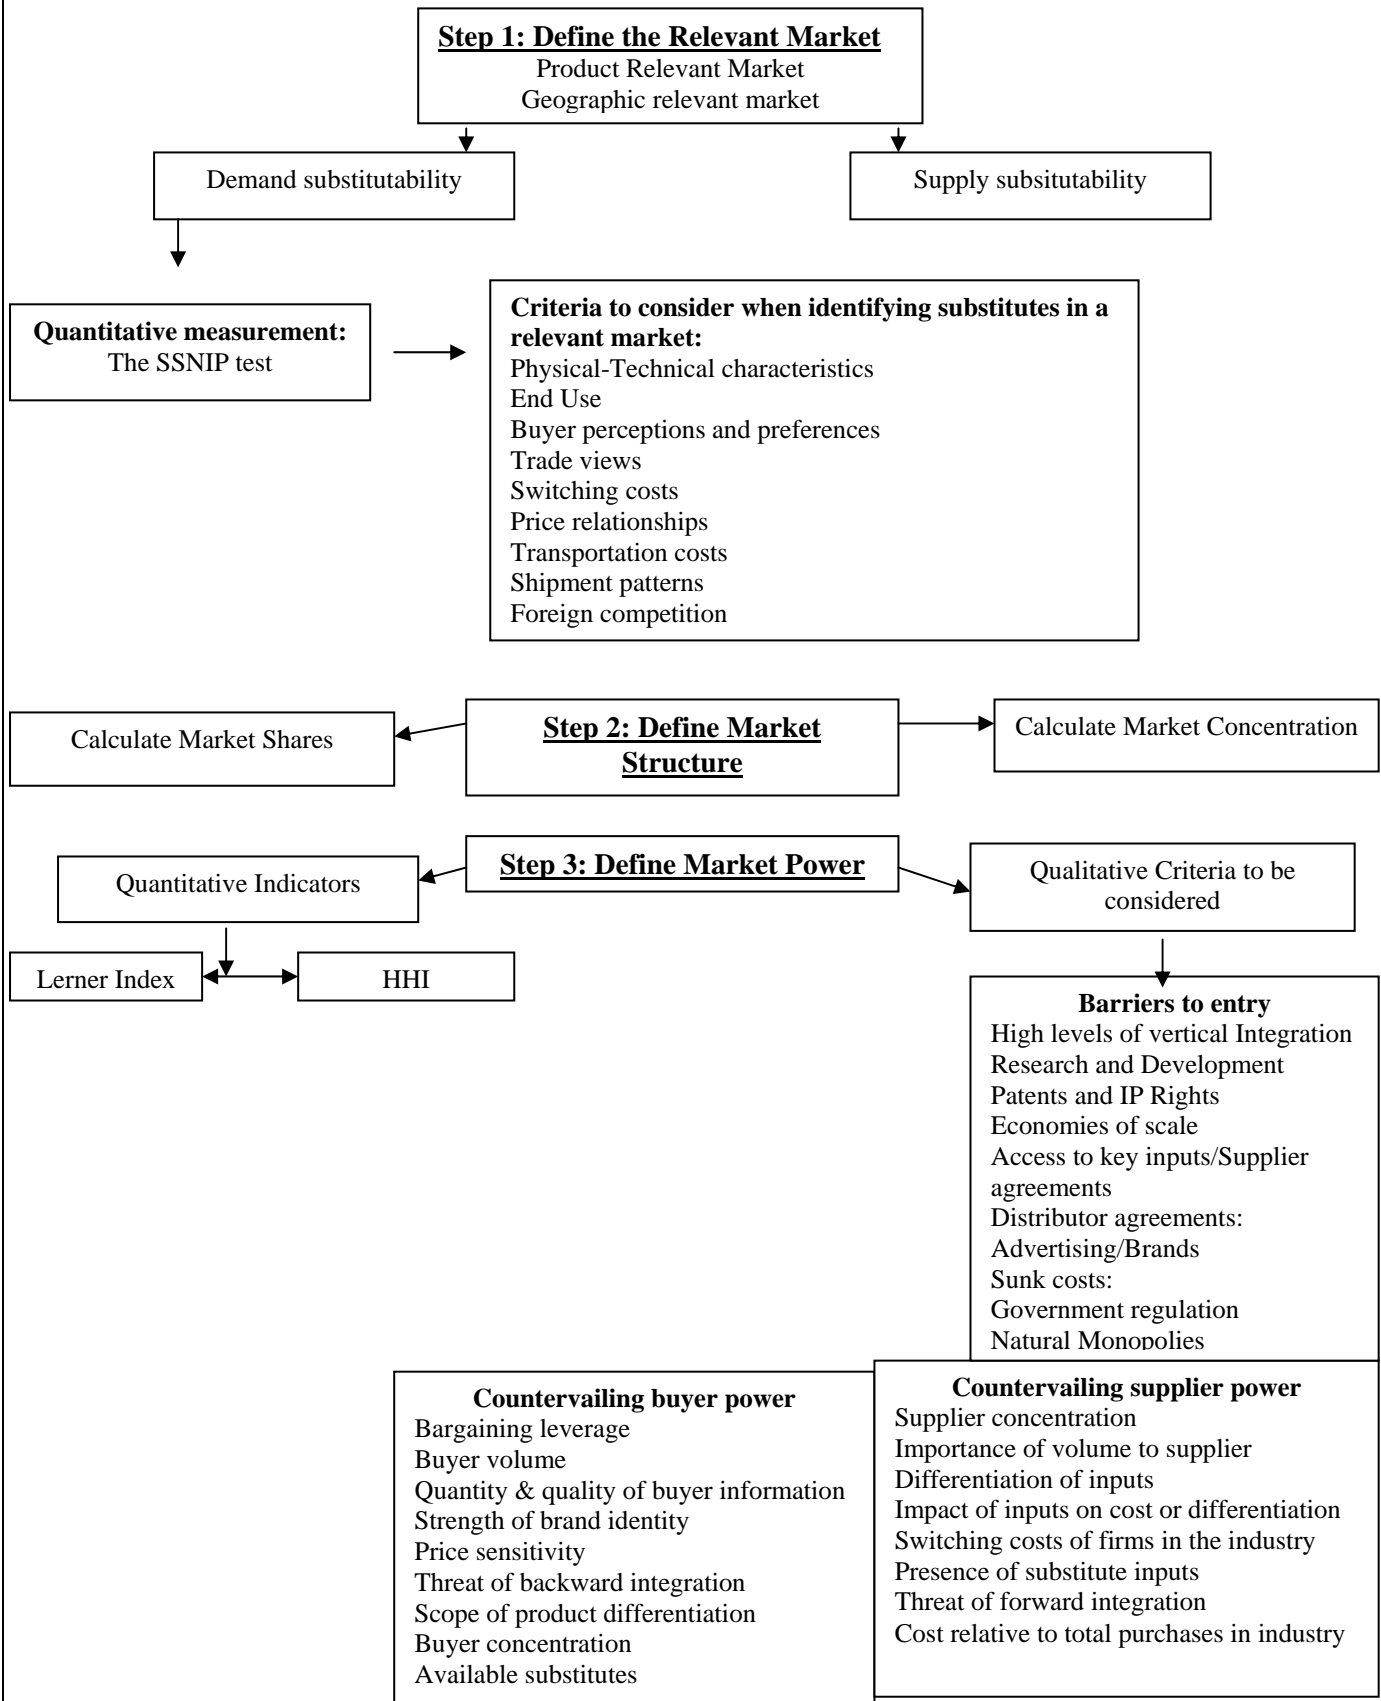 Step 1: Define the Relevant Market
Product Relevant Market
Geographic relevant market
Demand substitutability
Supply subsitutability
Quantitative measurement:
The SSNIP test
Criteria to consider when identifying substitutes in a
relevant market:
Physical-Technical characteristics
End Use
Buyer perceptions and preferences
Trade views
Switching costs
Price relationships
Transportation costs
Shipment patterns
Foreign competition
Calculate Market Shares
Step 2: Define Market
Structure
Calculate Market Concentration
Quantitative Indicators
Step 3: Define Market Power
Qualitative Criteria to be
considered
Lerner Index
HHI
Barriers to entry
High levels of vertical Integration
Research and Development
Patents and IP Rights
Economies of scale
Access to key inputs/Supplier
agreements
Distributor agreements:
Advertising/Brands
Sunk costs:
Government regulation
Natural Monopolies
Countervailing buyer power
Bargaining leverage
Buyer volume
Quantity & quality of buyer information
Strength of brand identity
Price sensitivity
Threat of backward integration
Scope of product differentiation
Buyer concentration
Available substitutes
Countervailing supplier power
Supplier concentration
Importance of volume to supplier
Differentiation of inputs
Impact of inputs on cost or differentiation
Switching costs of firms in the industry
Presence of substitute inputs
Threat of forward integration
Cost relative to total purchases in industry